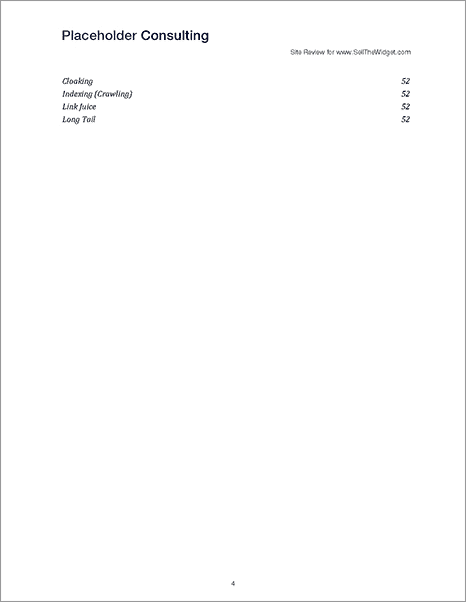 Placeholder Consulting
Site Review for www.SellTheWidget.com
Cloaking 52
Indexing (Crawling) 52
Link Juice 52
Long Tail 52
4